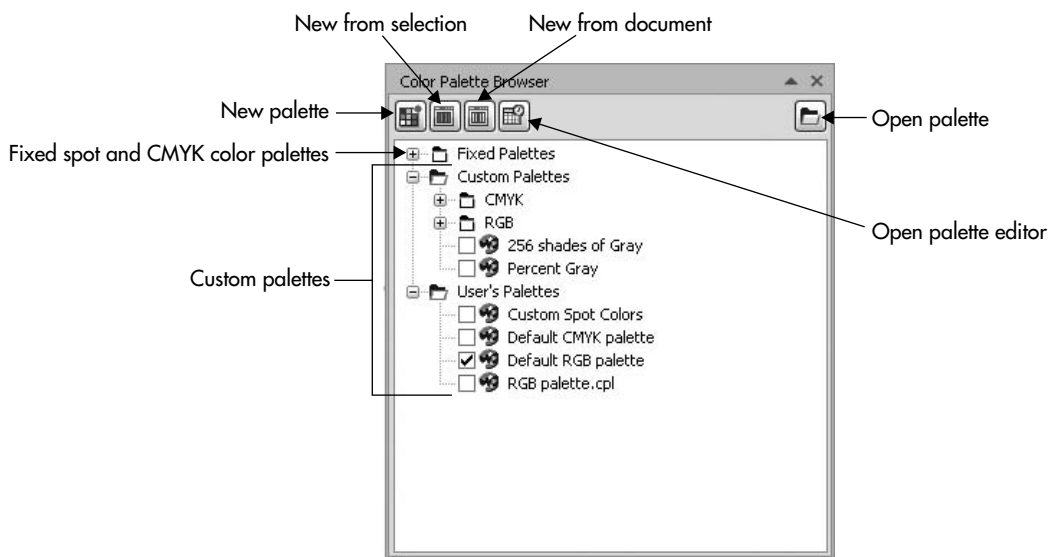 New from selection
New from document
Color Palette Browser
New palette
Open palette
Fixed spot and CMYK color palettes
Fixed Palettes
Custom Palettes
CMYK
RGB
Open palette editor
256 shades of Gray
Percent Gray
Custom palettes
User's Palettes
Custom Spot Colors
Default CMYK palette
Default RGB palette
RGB palette.cpl